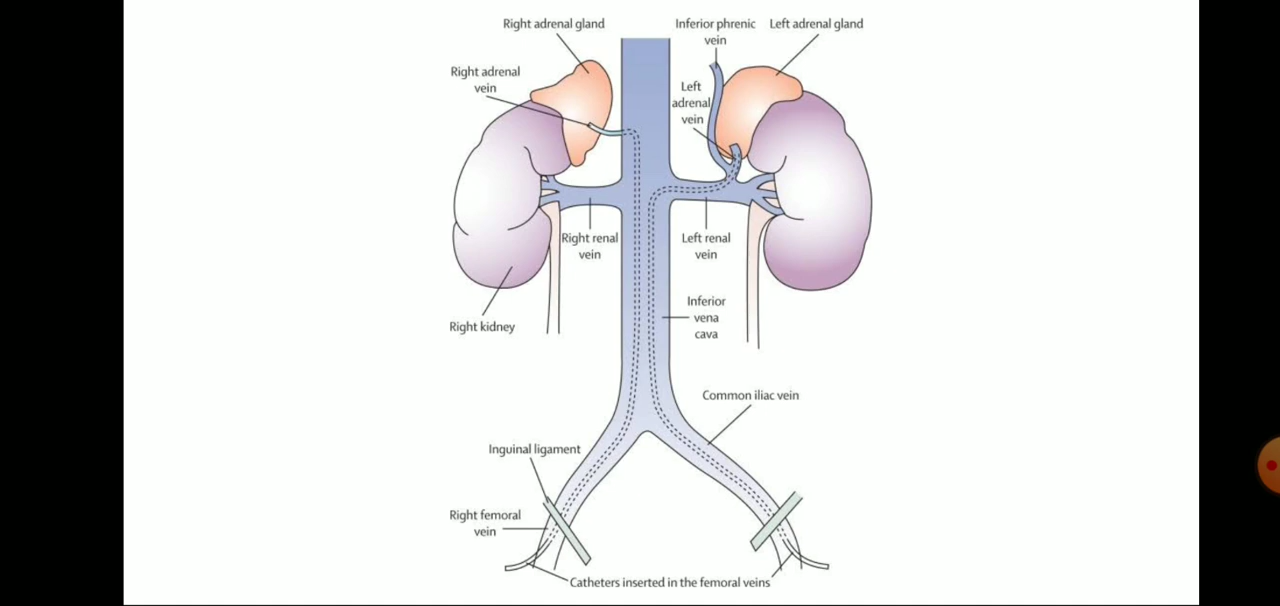 Right adrenal gland
Inferior phrenic
vein
Left adrenal gland
Right adrenal
vein
Left
adrenal
vein
Right renal
vein
Left renal
vein
Inferior
vena
cava
Right kidney
Common iliac vein
Inguinal ligament
Right femoral
vein
Catheters inserted in the femoral veins